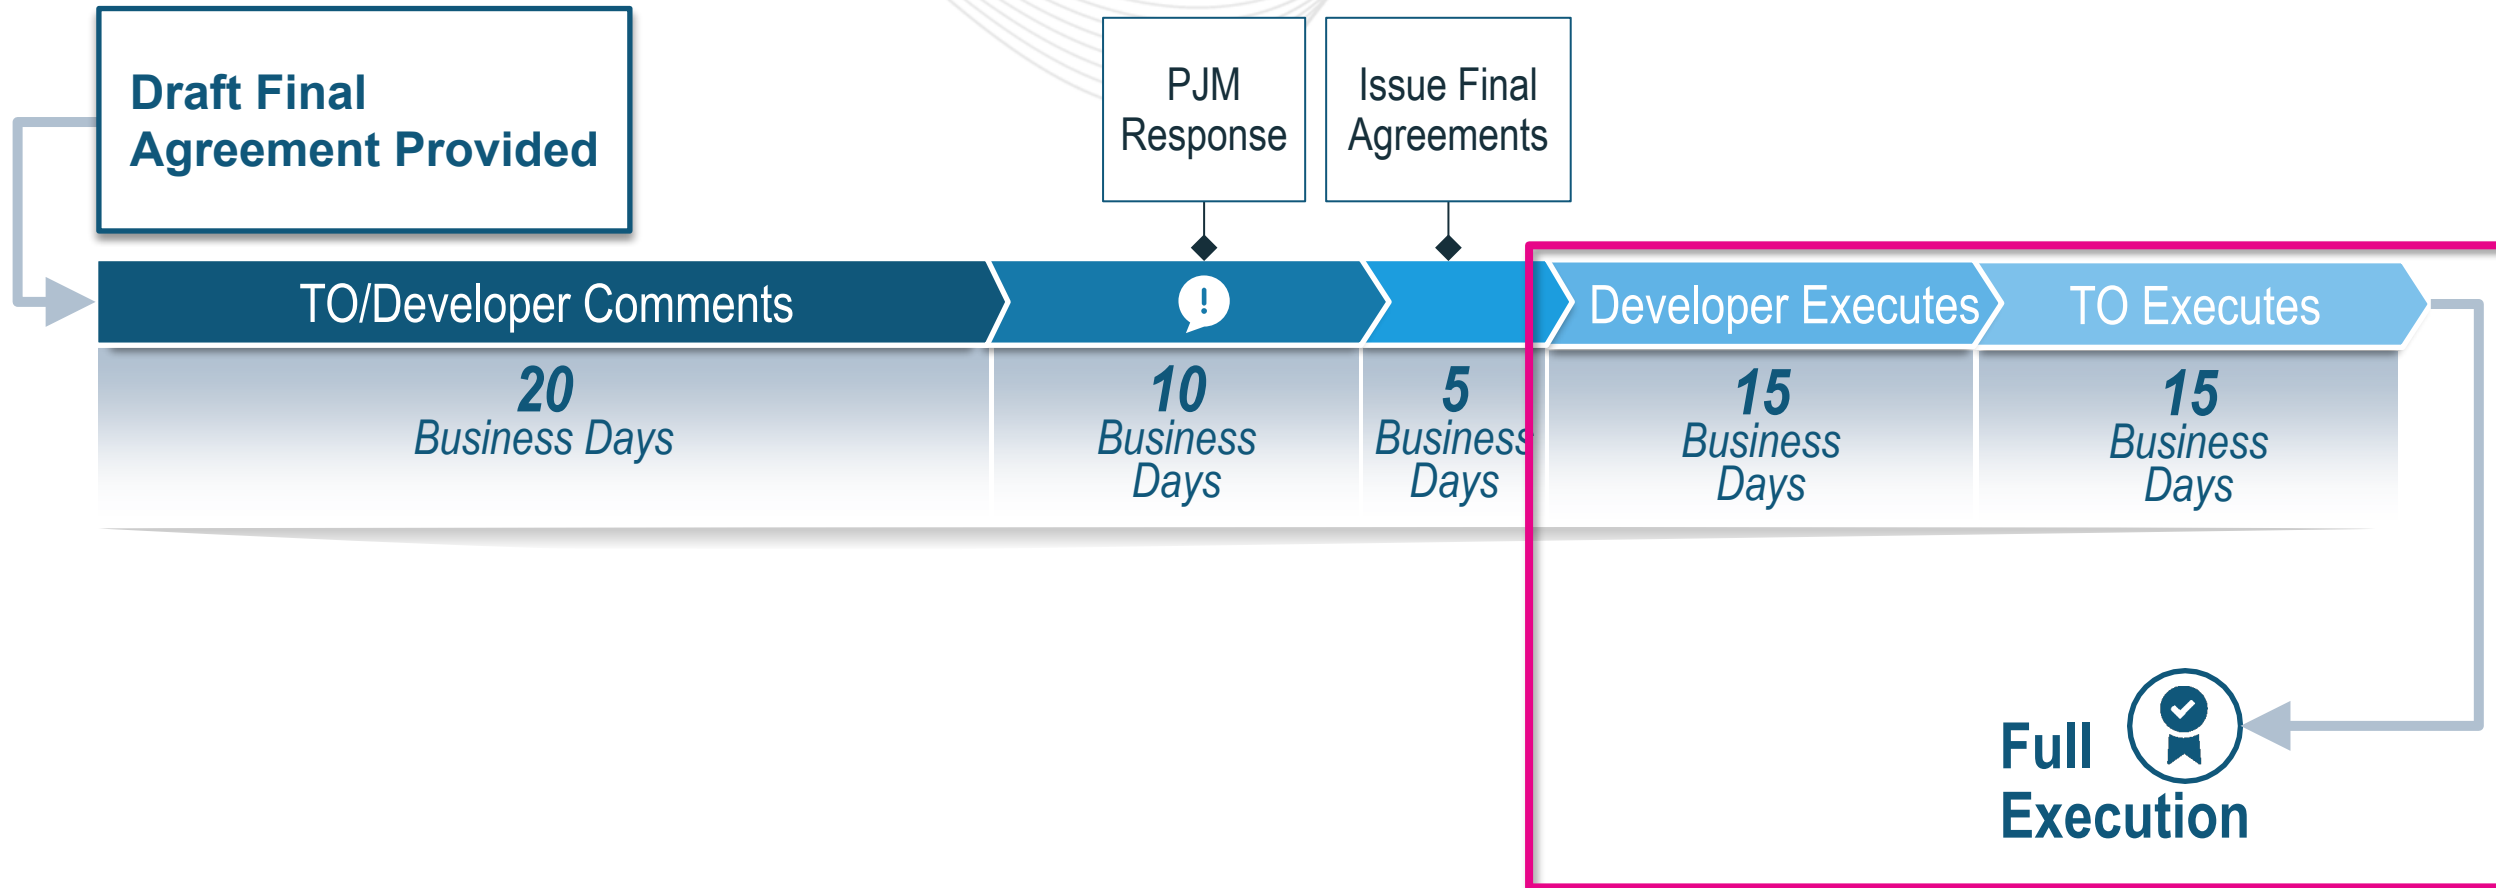 Draft Final
Agreement Provided
PJM
Response
Issue Final
Agreements
TO/Developer Comments
Developer Executes
TO Executes
20
Business Days
10
Business
Days
5
Business
Days
15
Business
Days
15
Business
Days
Full
Execution